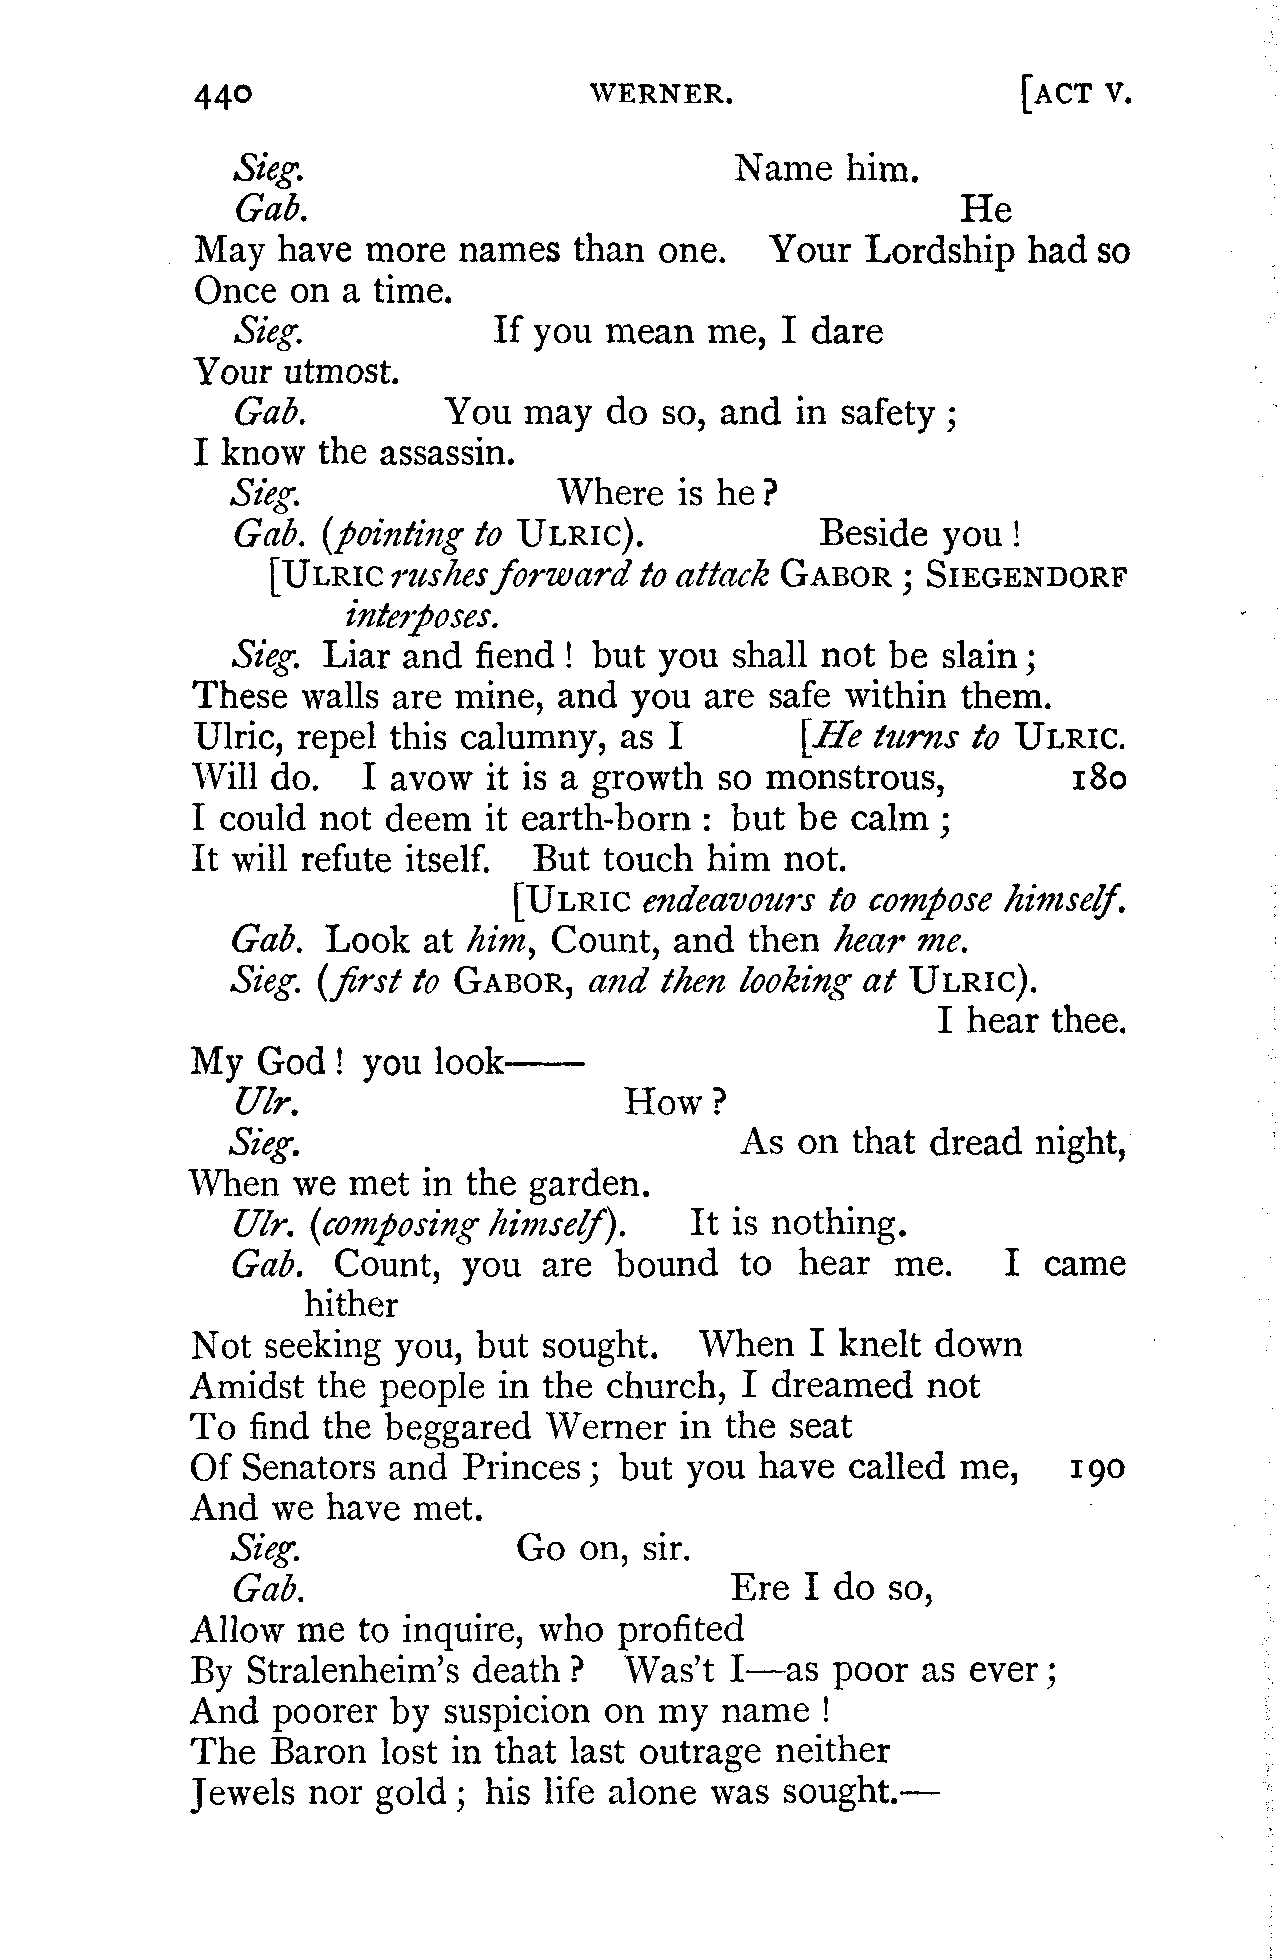 440 WERNER. [ACT V.
Sieg. Name him.
Gab. He
May have more names than one. Your Lordship had so
Once on a time.
Sieg. If you mean me, I dare
Your utmost.
Gab. You may do so, and in safety ;
I know the assassin.
Sieg. Where is he?
Gab. (pointing to ULRIC). Beside you !
[ULRIC rushes forward to attack GABOR ; SIEGENDORF
interposes.
Sieg. Liar and fiend ! but you shall not be slain ;
These walls are mine, and you are safe within them.
Ulric, repel this calumny, as I [He turns to ULRIC.
Will do. I avow it is a growth so monstrous, 180
I could not deem it earth-born : but be calm ;
It will refute itself. But touch him not.
[ULRIC endeavours to compose himself.
Gab. Look at him, Count, and then hear me.
Sieg. (first to GABOR, and then looking at ULRIC).
I hear thee.
My God ! you look——
Ulr. How ?
Sieg. As on that dread night,
When we met in the garden.
Ulr. (composing himself). It is nothing.
Gab. Count, you are bound to hear me. I came
hither
Not seeking you, but sought. When I knelt down
Amidst the people in the church, I dreamed not
To find the beggared Werner in the seat
Of Senators and Princes ; but you have called me, 190
And we have met.
Sieg. Go on, sir.
Gab. Ere I do so,
Allow me to inquire, who profited
By Stralenheim's death ? Was't I—as poor as ever ;
And poorer by suspicion on my name !
The Baron lost in that last outrage neither
Jewels nor gold ; his life alone was sought.—